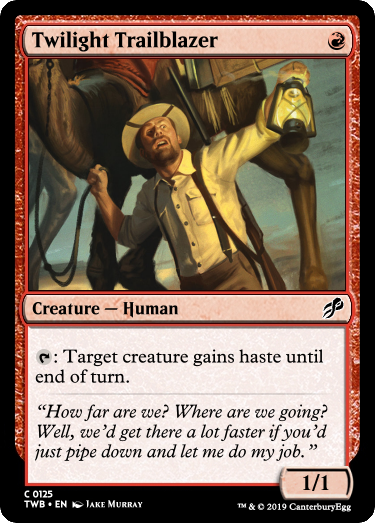 Twilight Trailblazer
Creature — Human
: Target creature gains haste until
end of turn.
“How far are we? Where are we going?
Well, we’d get there a lot faster if you’d
just pipe down and let me do my job.”
1/1
C 0125
TWB • EN Jake Murray
™ & © 2019 CanterburyEgg